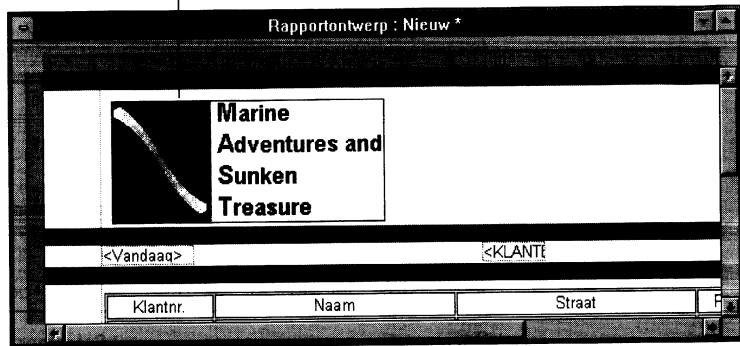 Rapportontwerp : Nieuw *
Marine
Adventures and
Sunken
Treasure
<Vandaag> <KLANTE
Klantnr. Naam Straat